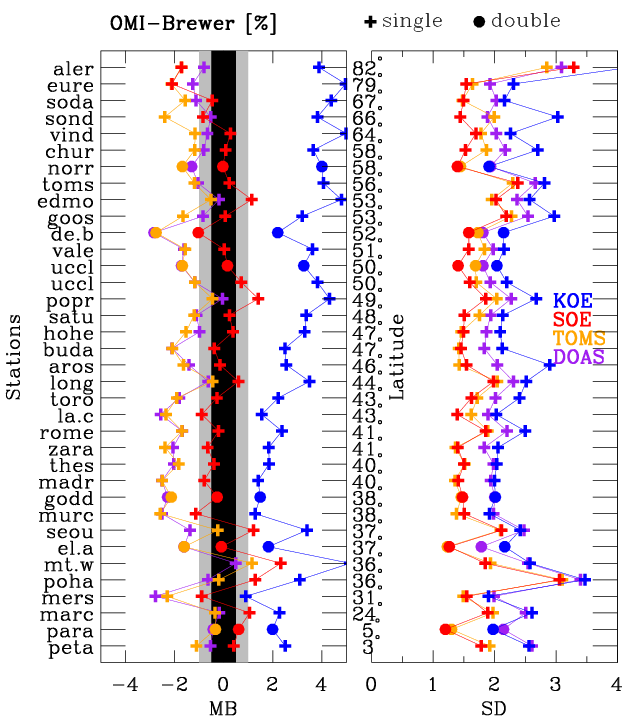 OMI-Brewer [%] + single ● double
aler 82°
eure 79°
soda 67°
sond 66°
vind 64°
chur 58°
norr 58°
toms 56°
edmo 53°
goos 53°
de.b 52°
vale 51°
uccl 50°
uccl 50°
popr 49° KOE
satu 48° SOE
hohe 47° TOMS
buda 47° DOAS
aros 46°
long 44°
toro 43°
la.c 43°
rome 41°
zara 41°
thes 40°
madr 40°
godd 38°
murc 38°
seou 37°
el.a 37°
mt.w 36°
poha 36°
mers 31°
marc 24°
para 5°
peta 3°
Stations
Latitude
-4 -2 0 2 4 0 1 2 3 4
MB SD